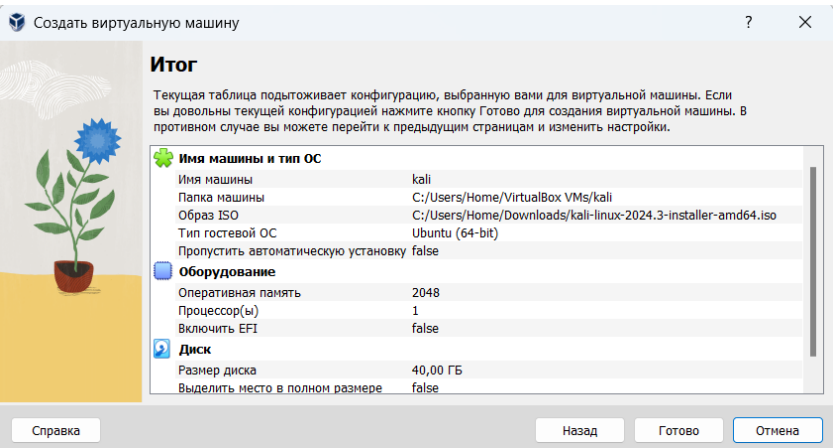 Создать виртуальную машину
?
Итог
Текущая таблица подытоживает конфигурацию, выбранную вами для виртуальной машины. Если
вы довольны текущей конфигурацией нажмите кнопку Готово для создания виртуальной машины. В
противном случае вы можете перейти к предыдущим страницам и изменить настройки.
Имя машины и тип ОС
Имя машины kali
Папка машины C:/Users/Home/VirtualBox VMs/kali
Образ ISO C:/Users/Home/Downloads/kali-linux-2024.3-installer-amd64.iso
Тип гостевой ОС Ubuntu (64-bit)
Пропустить автоматическую установку false
Оборудование
Оперативная память 2048
Процессор(ы) 1
Включить EFI false
Диск
Размер диска 40,00 ГБ
Выделить место в полном размере false
Справка Назад Готово Отмена